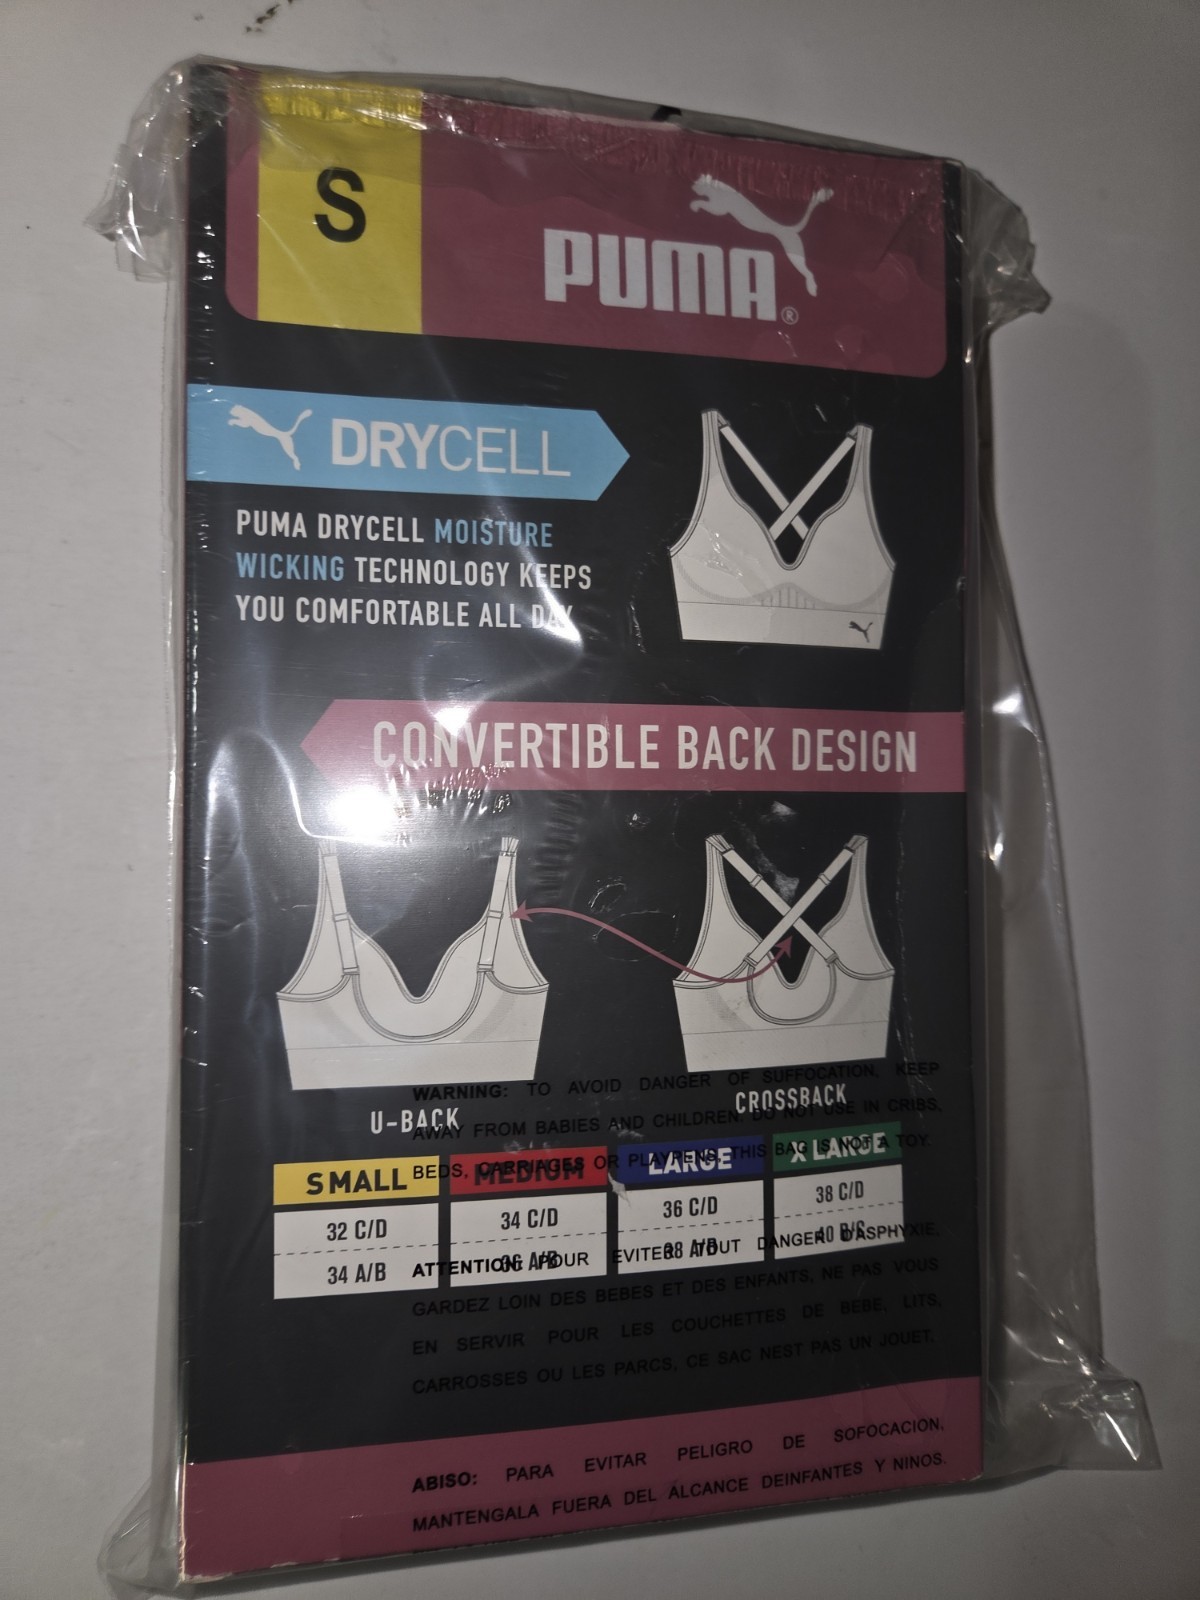 S
PUMA®
DRYCELL
PUMA DRYCELL MOISTURE
WICKING TECHNOLOGY KEEPS
YOU COMFORTABLE ALL DAY
CONVERTIBLE BACK DESIGN
U-BACK
CROSSBACK
SMALL MEDIUM LARGE X LARGE
32 C/D 34 C/D 36 C/D 38 C/D
34 A/B 36 A/B 38 A/B 40 B/C
WARNING: TO AVOID DANGER OF SUFFOCATION, KEEP
AWAY FROM BABIES AND CHILDREN. DO NOT USE IN CRIBS,
BEDS, CARRIAGES OR PLAYPENS, THIS BAG IS NOT A TOY.
ATTENTION: POUR EVITER TOUT DANGER D'ASPHYXIE.
GARDEZ LOIN DES BEBES ET DES ENFANTS, NE PAS VOUS
EN SERVIR POUR LES COUCHETTES DE BEBE. LITS,
CARROSSES OU LES PARCS, CE SAC NEST PAS UN JOUET.
ABISO: PARA EVITAR PELIGRO DE SOFOCACION.
MANTENGALA FUERA DEL ALCANCE DEINFANTES Y NINOS.